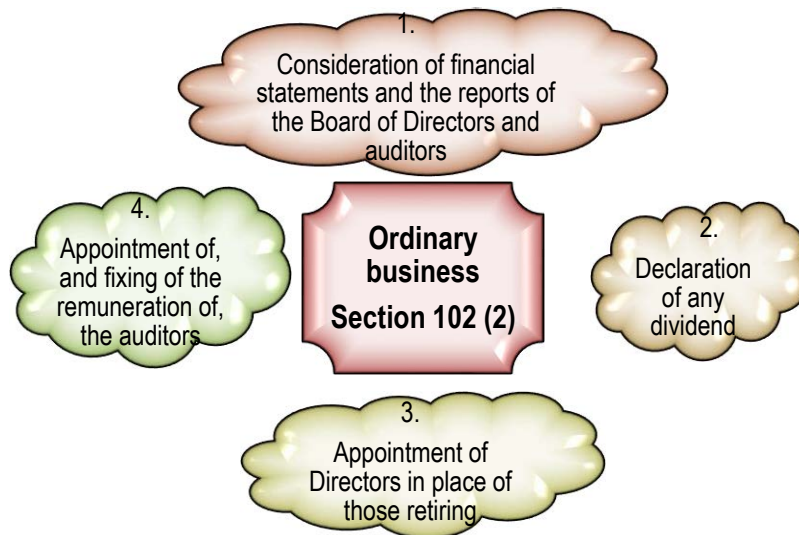 1.
Consideration of financial
statements and the reports of
the Board of Directors and
auditors
4.
Appointment of,
and fixing of the
remuneration of,
the auditors
Ordinary
business
Section 102 (2)
2.
Declaration
of any
dividend
3.
Appointment of
Directors in place of
those retiring